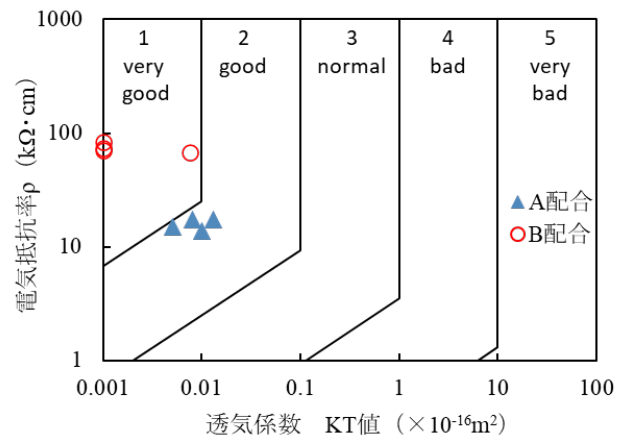 1000
100
10
1
電気抵抗率ρ（kΩ･cm）
1
very
good
2
good
3
normal
4
bad
5
very
bad
A配合
B配合
0.001
0.01
0.1
1
10
100
透気係数　KT値（×10⁻¹⁶m²）